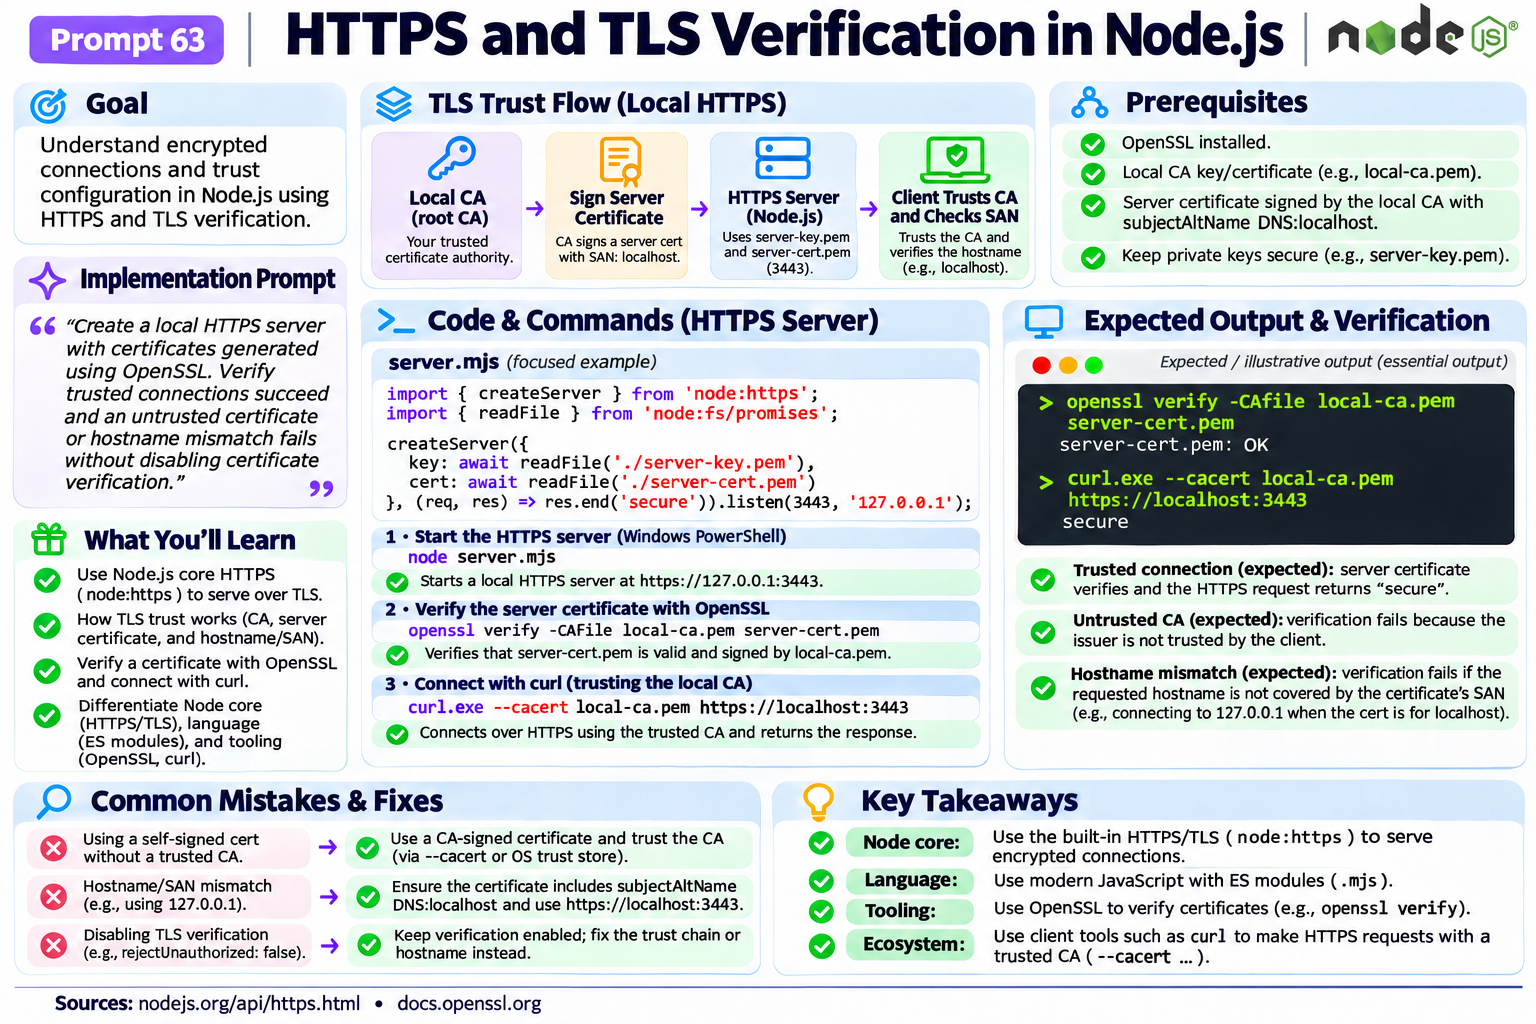 Prompt 63
HTTPS and TLS Verification in Node.js
node JS ®
Goal
Understand encrypted
connections and trust
configuration in Node.js using
HTTPS and TLS verification.
Implementation Prompt
“Create a local HTTPS server
with certificates generated
using OpenSSL. Verify
trusted connections succeed
and an untrusted certificate
or hostname mismatch fails
without disabling certificate
verification.”
What You’ll Learn
Use Node.js core HTTPS
(node:https) to serve over TLS.
How TLS trust works (CA, server
certificate, and hostname/SAN).
Verify a certificate with OpenSSL
and connect with curl.
Differentiate Node core
(HTTPS/TLS), language
(ES modules), and tooling
(OpenSSL, curl).
TLS Trust Flow (Local HTTPS)
Local CA
(root CA)
Your trusted
certificate authority.
→
Sign Server
Certificate
CA signs a server cert
with SAN: localhost.
→
HTTPS Server
(Node.js)
Uses server-key.pem
and server-cert.pem
(3443).
→
Client Trusts CA
and Checks SAN
Trusts the CA and
verifies the hostname
(e.g., localhost).
Prerequisites
OpenSSL installed.
Local CA key/certificate (e.g., local-ca.pem).
Server certificate signed by the local CA with
subjectAltName DNS:localhost.
Keep private keys secure (e.g., server-key.pem).
Code & Commands (HTTPS Server)
server.mjs (focused example)
import { createServer } from 'node:https';
import { readFile } from 'node:fs/promises';
createServer({
key: await readFile('./server-key.pem'),
cert: await readFile('./server-cert.pem')
}, (req, res) => res.end('secure')).listen(3443, '127.0.0.1');
1 • Start the HTTPS server (Windows PowerShell)
node server.mjs
Starts a local HTTPS server at https://127.0.0.1:3443.
2 • Verify the server certificate with OpenSSL
openssl verify -CAFile local-ca.pem server-cert.pem
Verifies that server-cert.pem is valid and signed by local-ca.pem.
3 • Connect with curl (trusting the local CA)
curl.exe --cacert local-ca.pem https://localhost:3443
Connects over HTTPS using the trusted CA and returns the response.
Expected Output & Verification
Expected / illustrative output (essential output)
> openssl verify -CAfile local-ca.pem
server-cert.pem
server-cert.pem: OK
> curl.exe --cacert local-ca.pem
https://localhost:3443
secure
Trusted connection (expected): server certificate
verifies and the HTTPS request returns “secure”.
Untrusted CA (expected): verification fails because the
issuer is not trusted by the client.
Hostname mismatch (expected): verification fails if the
requested hostname is not covered by the certificate’s SAN
(e.g., connecting to 127.0.0.1 when the cert is for localhost).
Common Mistakes & Fixes
Using a self-signed cert
without a trusted CA.
→
Use a CA-signed certificate and trust the CA
(via --cacert or OS trust store).
Hostname/SAN mismatch
(e.g., using 127.0.0.1).
→
Ensure the certificate includes subjectAltName
DNS:localhost and use https://localhost:3443.
Disabling TLS verification
(e.g., rejectUnauthorized: false).
→
Keep verification enabled; fix the trust chain or
hostname instead.
Key Takeaways
Node core:
Use the built-in HTTPS/TLS (node:https) to serve
encrypted connections.
Language:
Use modern JavaScript with ES modules (.mjs).
Tooling:
Use OpenSSL to verify certificates (e.g., openssl verify).
Ecosystem:
Use client tools such as curl to make HTTPS requests with a
trusted CA (--cacert …).
Sources: nodejs.org/api/https.html • docs.openssl.org